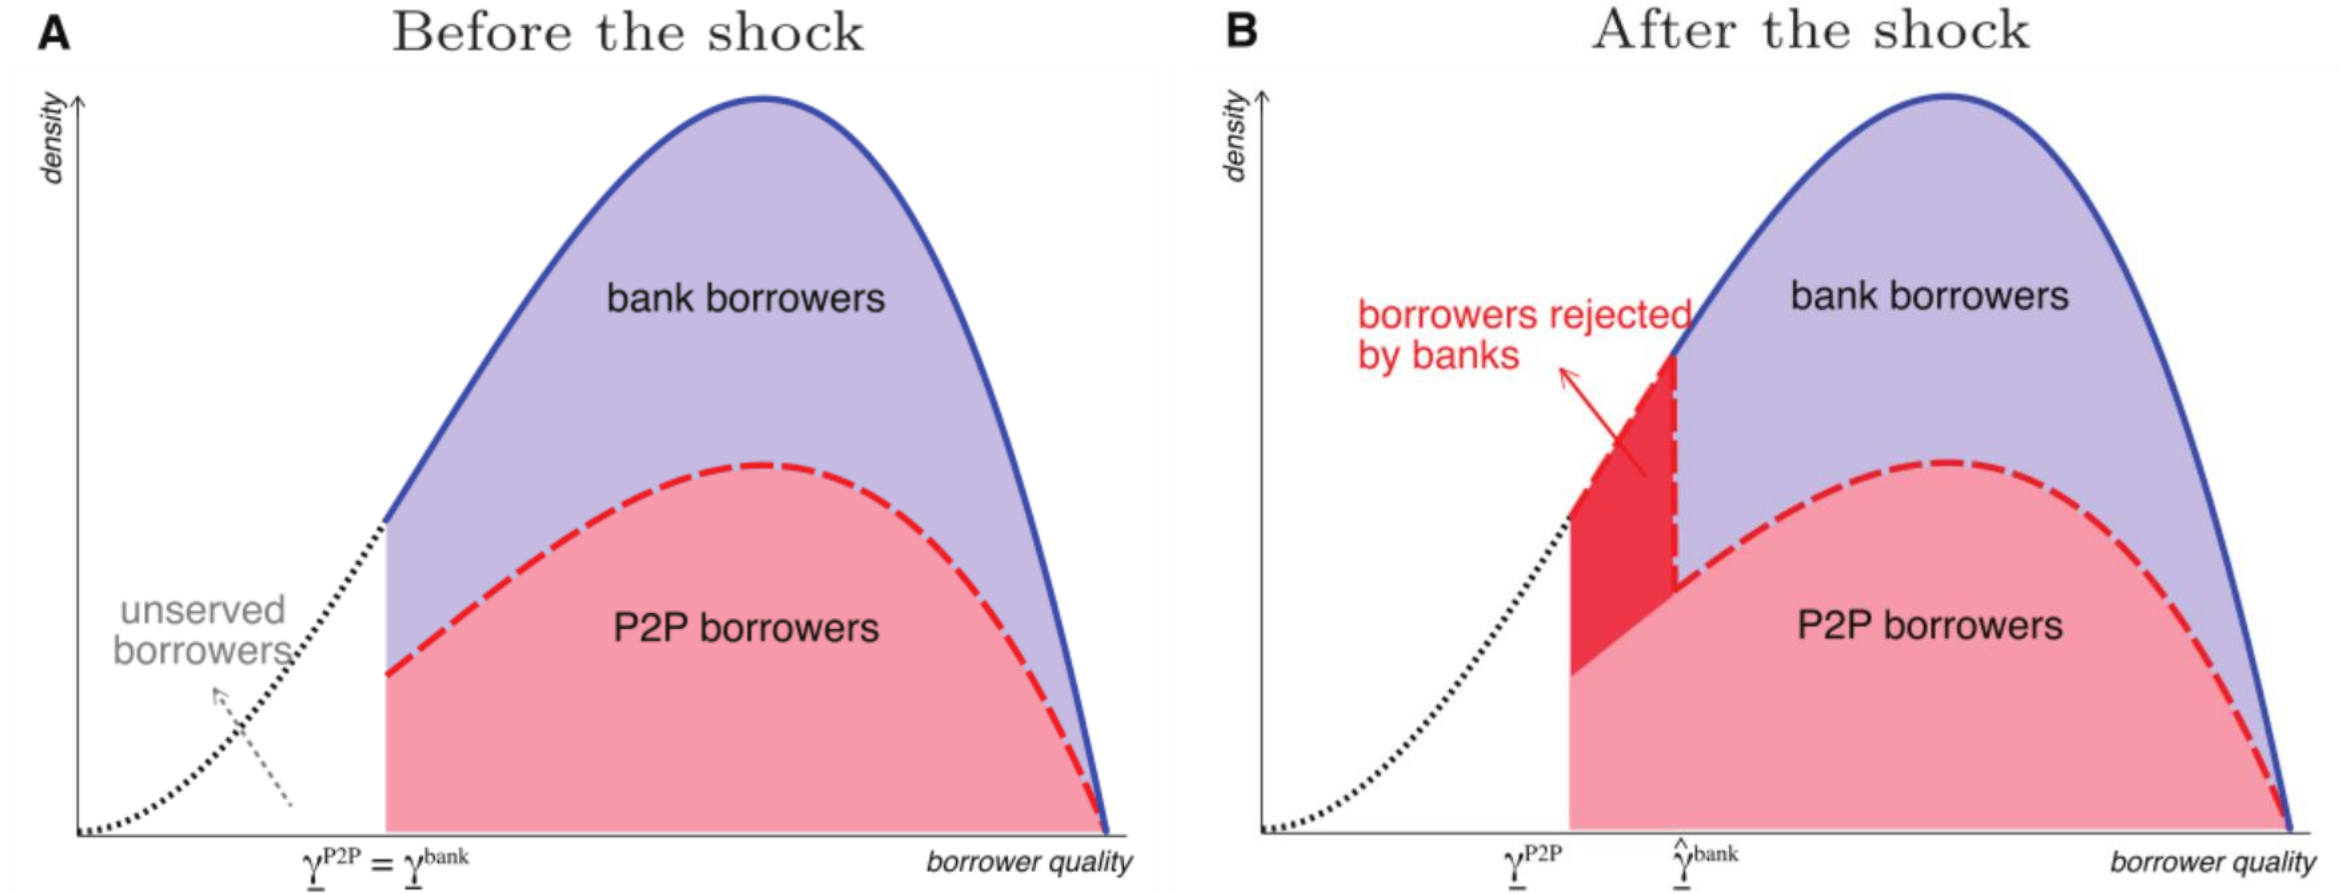 A
Before the shock
density
bank borrowers
P2P borrowers
unserved
borrowers
γ̲^P2P = γ̲^bank
borrower quality
B
After the shock
density
borrowers rejected
by banks
bank borrowers
P2P borrowers
γ̲^P2P
γ̲̂^bank
borrower quality